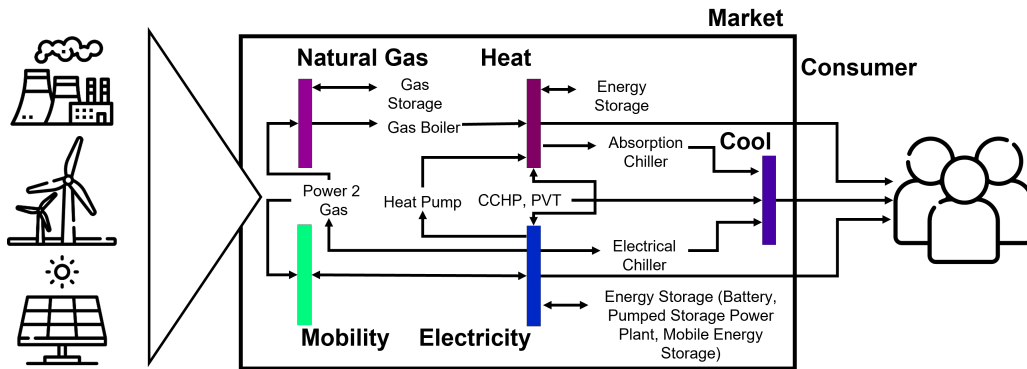 Market
Natural Gas
Heat
Consumer
Gas
Storage
Energy
Storage
Gas Boiler
Absorption
Chiller
Cool
Power 2
Gas
Heat Pump
CCHP, PVT
Electrical
Chiller
Energy Storage (Battery,
Pumped Storage Power
Plant, Mobile Energy
Storage)
Mobility
Electricity